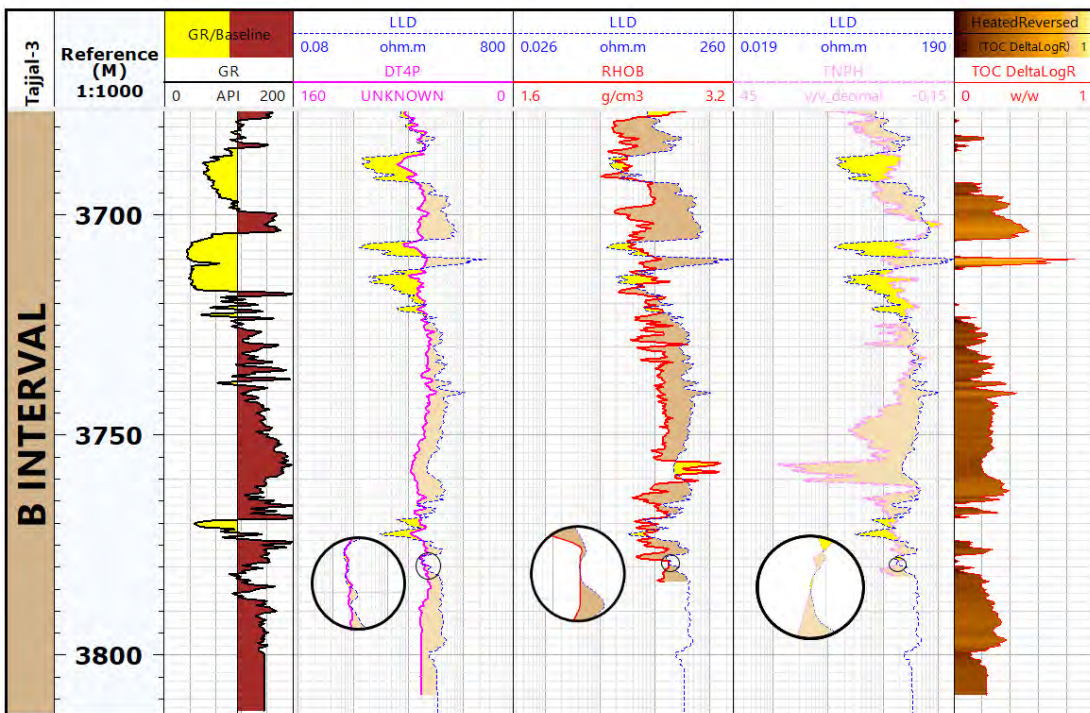 Tajjal-3
Reference
(M)
1:1000
GR/Baseline
GR
0 API 200
LLD
0.08 ohm.m 800
DT4P
160 UNKNOWN 0
LLD
0.026 ohm.m 260
RHOB
1.6 g/cm3 3.2
LLD
0.019 ohm.m 190
TNPH
45 v/v_decimal -0.15
HeatedReversed
(TOC DeltaLogR) 1
TOC DeltaLogR
0 w/w 1
B INTERVAL
3700
3750
3800